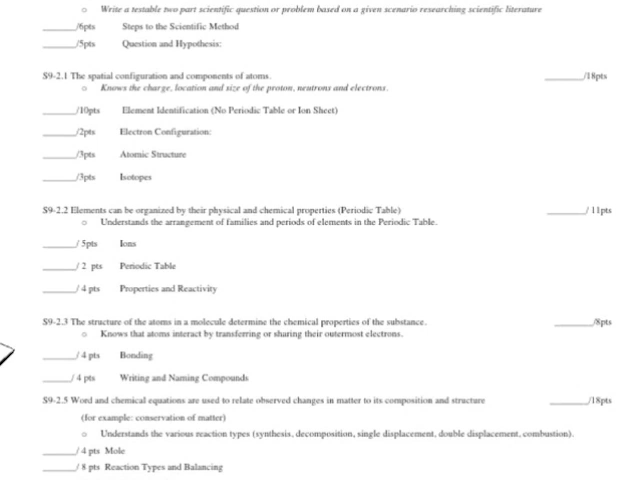 o Write a testable two part scientific question or problem based on a given scenario researching scientific literature
______/6pts Steps to the Scientific Method
______/5pts Question and Hypothesis:
S9-2.1 The spatial configuration and components of atoms. ______/18pts
o Knows the charge, location and size of the proton, neutrons and electrons.
______/10pts Element Identification (No Periodic Table or Ion Sheet)
______/2pts Electron Configuration:
______/3pts Atomic Structure
______/3pts Isotopes
S9-2.2 Elements can be organized by their physical and chemical properties (Periodic Table) ______/ 11pts
o Understands the arrangement of families and periods of elements in the Periodic Table.
______/ 5pts Ions
______/ 2 pts Periodic Table
______/ 4 pts Properties and Reactivity
S9-2.3 The structure of the atoms in a molecule determine the chemical properties of the substance. ______/8pts
o Knows that atoms interact by transferring or sharing their outermost electrons.
______/ 4 pts Bonding
______/ 4 pts Writing and Naming Compounds
S9-2.5 Word and chemical equations are used to relate observed changes in matter to its composition and structure ______/18pts
(for example: conservation of matter)
o Understands the various reaction types (synthesis, decomposition, single displacement, double displacement, combustion).
______/ 4 pts Mole
______/ 8 pts Reaction Types and Balancing